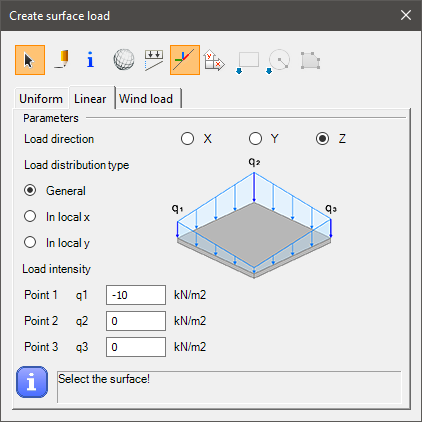 Create surface load
i
Y
X
Uniform Linear Wind load
Parameters
Load direction X Y Z
Load distribution type
General
In local x
In local y
q1 q2 q3
Load intensity
Point 1 q1 -10 kN/m2
Point 2 q2 0 kN/m2
Point 3 q3 0 kN/m2
i Select the surface!